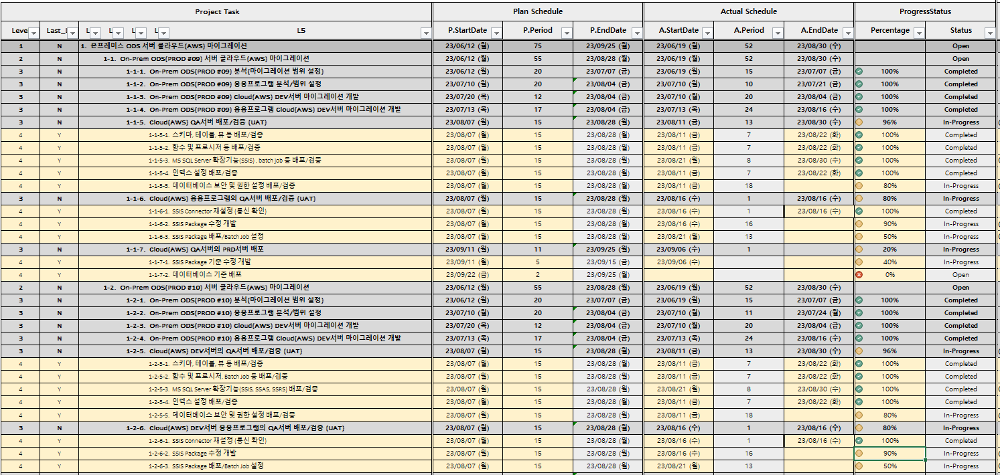 Project Task Plan Schedule Actual Schedule ProgressStatus
Leve Last_L L L L L L5 P.StartDate P.Period P.EndDate A.StartDate A.Period A.EndDate Percentage Status
1 N 1. 온프레미스 ODS 서버 클라우드(AWS) 마이그레이션 23/06/12 (월) 75 23/09/25 (월) 23/06/19 (월) 52 23/08/30 (수) Open
2 N 1-1. On-Prem ODS(PROD #09) 서버 클라우드(AWS) 마이그레이션 23/06/12 (월) 55 23/08/28 (월) 23/06/19 (월) 52 23/08/30 (수) Open
3 N 1-1-1. On-Prem ODS(PROD #09) 분석(마이그레이션 범위 설정) 23/06/12 (월) 20 23/07/07 (금) 23/06/19 (월) 15 23/07/07 (금) 100% Completed
3 N 1-1-2. On-Prem ODS(PROD #09) 응용프로그램 분석/범위 설정 23/07/10 (월) 20 23/08/04 (금) 23/07/10 (월) 10 23/07/21 (금) 100% Completed
3 N 1-1-3. On-Prem ODS(PROD #09) Cloud(AWS) DEV서버 마이그레이션 개발 23/07/20 (목) 12 23/08/04 (금) 23/07/10 (월) 20 23/08/04 (금) 100% Completed
3 N 1-1-4. On-Prem ODS(PROD #09) 응용프로그램 Cloud(AWS) DEV서버 마이그레이션 개발 23/07/13 (목) 17 23/08/04 (금) 23/07/13 (목) 24 23/08/16 (수) 100% Completed
3 N 1-1-5. Cloud(AWS) QA서버 배포/검증 (UAT) 23/08/07 (월) 15 23/08/28 (월) 23/08/11 (금) 13 23/08/30 (수) 96% In-Progress
4 Y 1-1-5-1. 스키마, 테이블, 뷰 등 배포/검증 23/08/07 (월) 15 23/08/28 (월) 23/08/11 (금) 7 23/08/22 (화) 100% Completed
4 Y 1-1-5-2. 함수 및 프로시저 등 배포/검증 23/08/07 (월) 15 23/08/28 (월) 23/08/11 (금) 7 23/08/22 (화) 100% Completed
4 Y 1-1-5-3. MS SQL Server 확장기능(SSIS) , batch job 등 배포/검증 23/08/07 (월) 15 23/08/28 (월) 23/08/21 (월) 8 23/08/30 (수) 100% Completed
4 Y 1-1-5-4. 인덱스 설정 배포/검증 23/08/07 (월) 15 23/08/28 (월) 23/08/11 (금) 7 23/08/22 (화) 100% Completed
4 Y 1-1-5-5. 데이터베이스 보안 및 권한 설정 배포/검증 23/08/07 (월) 15 23/08/28 (월) 23/08/11 (금) 18 80% In-Progress
3 N 1-1-6. Cloud(AWS) 응용프로그램의 QA서버 배포/검증 (UAT) 23/08/07 (월) 15 23/08/28 (월) 23/08/16 (수) 1 23/08/16 (수) 80% In-Progress
4 Y 1-1-6-1. SSIS Connector 재설정 (통신 확인) 23/08/07 (월) 15 23/08/28 (월) 23/08/16 (수) 1 23/08/16 (수) 100% Completed
4 Y 1-1-6-2. SSIS Package 수정 개발 23/08/07 (월) 15 23/08/28 (월) 23/08/16 (수) 16 90% In-Progress
4 Y 1-1-6-3. SSIS Package 배포/Batch Job 설정 23/08/07 (월) 15 23/08/28 (월) 23/08/21 (월) 13 50% In-Progress
3 N 1-1-7. Cloud(AWS) QA서버의 PRD서버 배포 23/09/11 (월) 11 23/09/25 (월) 23/09/06 (수) 1 20% In-Progress
4 Y 1-1-7-1. SSIS Package 기준 수정 개발 23/09/11 (월) 5 23/09/15 (금) 23/09/06 (수) 40% In-Progress
4 Y 1-1-7-2. 데이터베이스 기준 배포 23/09/22 (금) 2 23/09/25 (월) 0% Open
2 N 1-2. On-Prem ODS(PROD #10) 서버 클라우드(AWS) 마이그레이션 23/06/12 (월) 55 23/08/28 (월) 23/06/19 (월) 52 23/08/30 (수) Open
3 N 1-2-1. On-Prem ODS(PROD #10) 분석(마이그레이션 범위 설정) 23/06/12 (월) 20 23/07/07 (금) 23/06/19 (월) 15 23/07/07 (금) 100% Completed
3 N 1-2-2. On-Prem ODS(PROD #10) 응용프로그램 분석/범위 설정 23/07/10 (월) 20 23/08/04 (금) 23/07/10 (월) 11 23/07/24 (월) 100% Completed
3 N 1-2-3. On-Prem ODS(PROD #10) Cloud(AWS) DEV서버 마이그레이션 개발 23/07/20 (목) 12 23/08/04 (금) 23/07/10 (월) 20 23/08/04 (금) 100% Completed
3 N 1-2-4. On-Prem ODS(PROD #10) 응용프로그램 Cloud(AWS) DEV서버 마이그레이션 개발 23/07/13 (목) 17 23/08/04 (금) 23/07/13 (목) 24 23/08/16 (수) 100% Completed
3 N 1-2-5. Cloud(AWS) DEV서버의 QA서버 배포/검증 (UAT) 23/08/07 (월) 15 23/08/28 (월) 23/08/11 (금) 13 23/08/30 (수) 96% In-Progress
4 Y 1-2-5-1. 스키마, 테이블, 뷰 등 배포/검증 23/08/07 (월) 15 23/08/28 (월) 23/08/11 (금) 7 23/08/22 (화) 100% Completed
4 Y 1-2-5-2. 함수 및 프로시저, Batch Job 등 배포/검증 23/08/07 (월) 15 23/08/28 (월) 23/08/11 (금) 7 23/08/22 (화) 100% Completed
4 Y 1-2-5-3. MS SQL Server 확장기능(SSIS, SSAS, SSRS) 배포/검증 23/08/07 (월) 15 23/08/28 (월) 23/08/21 (월) 8 23/08/30 (수) 100% Completed
4 Y 1-2-5-4. 인덱스 설정 배포/검증 23/08/07 (월) 15 23/08/28 (월) 23/08/11 (금) 7 23/08/22 (화) 100% Completed
4 Y 1-2-5-5. 데이터베이스 보안 및 권한 설정 배포/검증 23/08/07 (월) 15 23/08/28 (월) 23/08/11 (금) 18 80% In-Progress
3 N 1-2-6. Cloud(AWS) DEV서버 응용프로그램의 QA서버 배포/검증 (UAT) 23/08/07 (월) 15 23/08/28 (월) 23/08/16 (수) 1 23/08/16 (수) 80% In-Progress
4 Y 1-2-6-1. SSIS Connector 재설정 (통신 확인) 23/08/07 (월) 15 23/08/28 (월) 23/08/16 (수) 1 23/08/16 (수) 100% Completed
4 Y 1-2-6-2. SSIS Package 수정 개발 23/08/07 (월) 15 23/08/28 (월) 23/08/16 (수) 16 90% In-Progress
4 Y 1-2-6-3. SSIS Package 배포/Batch Job 설정 23/08/07 (월) 15 23/08/28 (월) 23/08/21 (월) 13 50% In-Progress